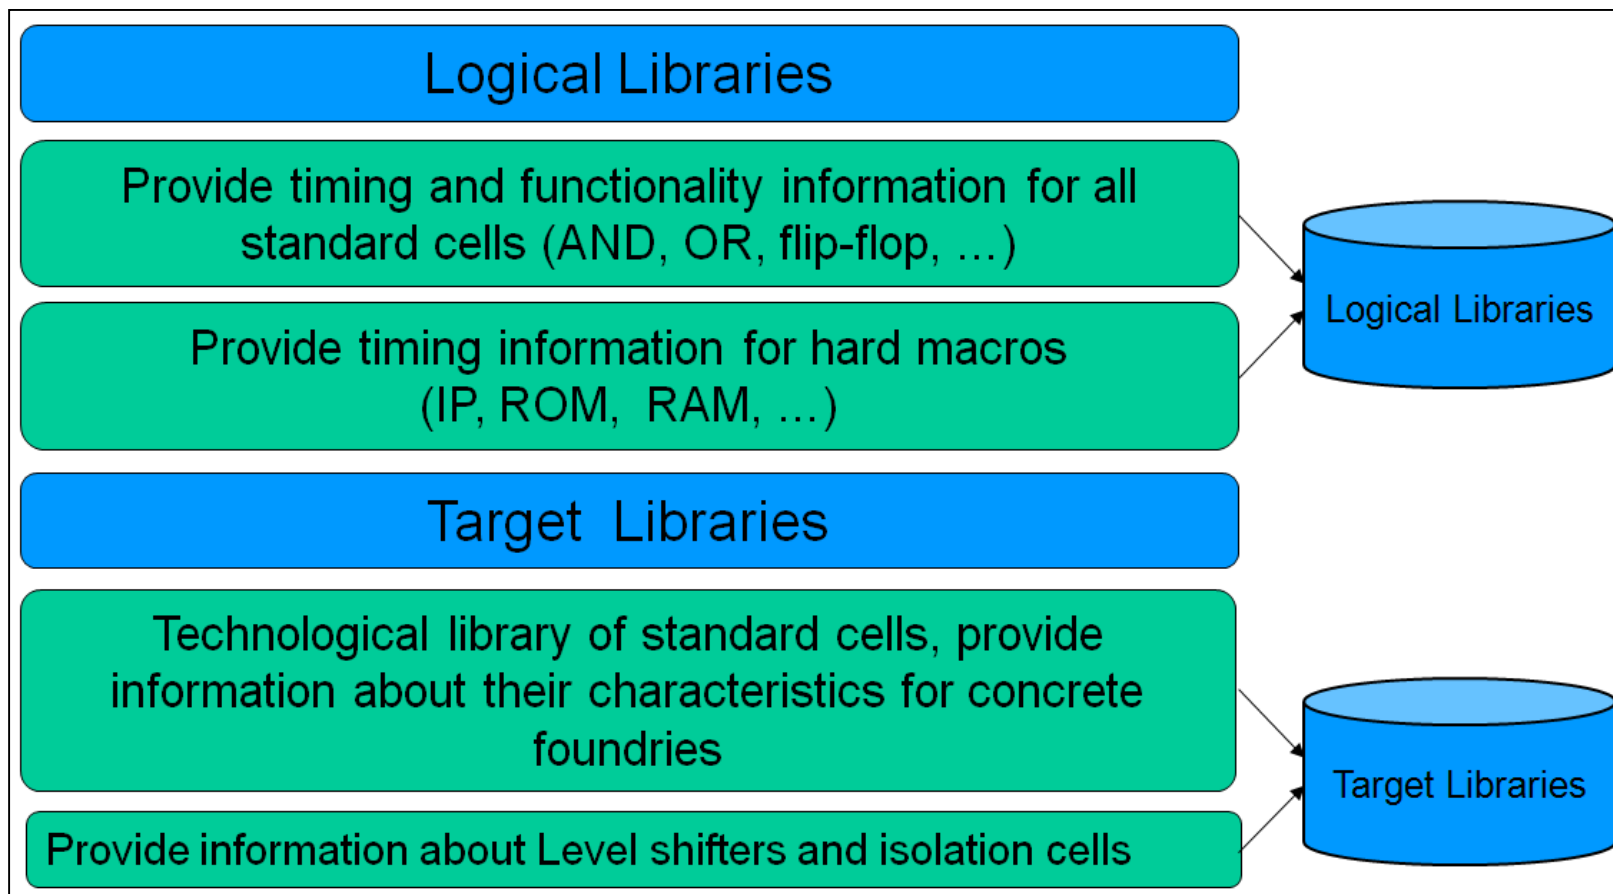 Logical Libraries
Provide timing and functionality information for all
standard cells (AND, OR, flip-flop, ...)
Logical Libraries
Provide timing information for hard macros
(IP, ROM, RAM, ...)
Target Libraries
Technological library of standard cells, provide
information about their characteristics for concrete
foundries
Target Libraries
Provide information about Level shifters and isolation cells